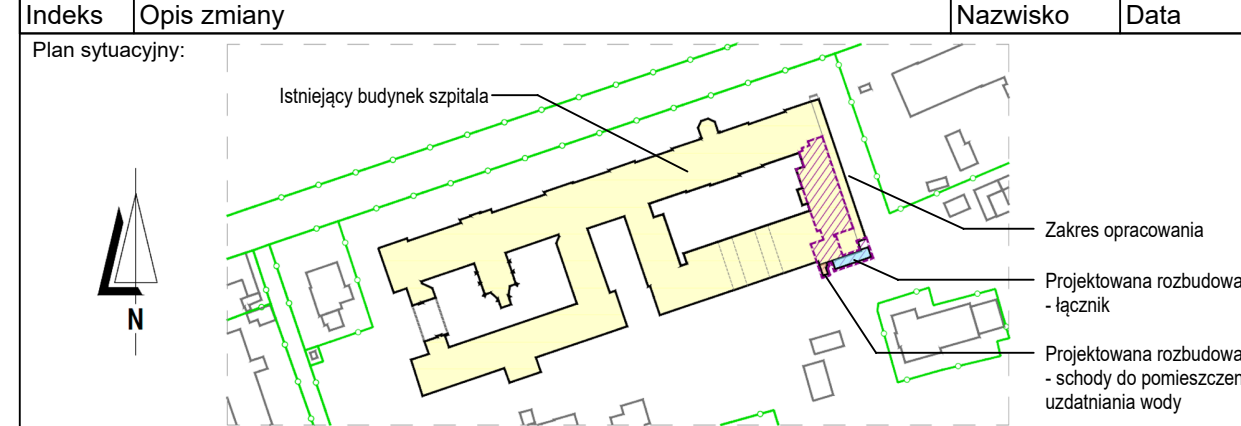 Indeks Opis zmiany Nazwisko Data
Plan sytuacyjny:
Istniejący budynek szpitala
Zakres opracowania
Projektowana rozbudowa
- łącznik
N
Projektowana rozbudowa
- schody do pomieszczen
uzdatniania wody